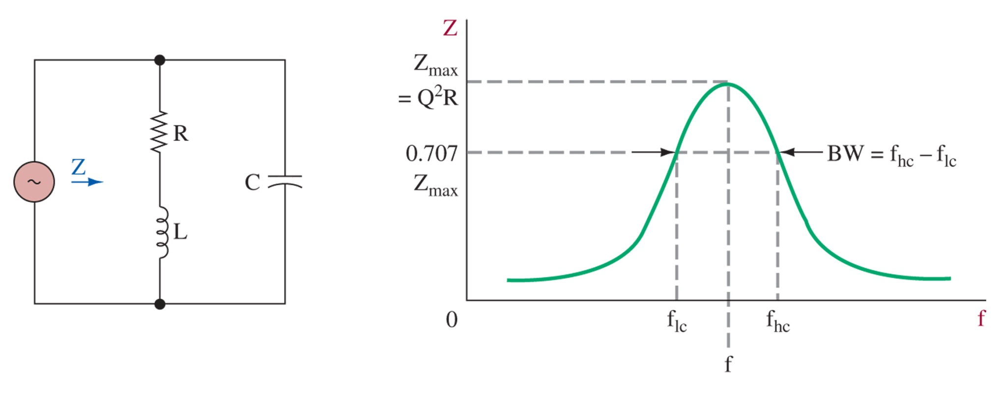 R
Z
C
L
Z
Zmax
= Q²R
0.707
Zmax
BW = fhc − flc
0
flc
fhc
f
f